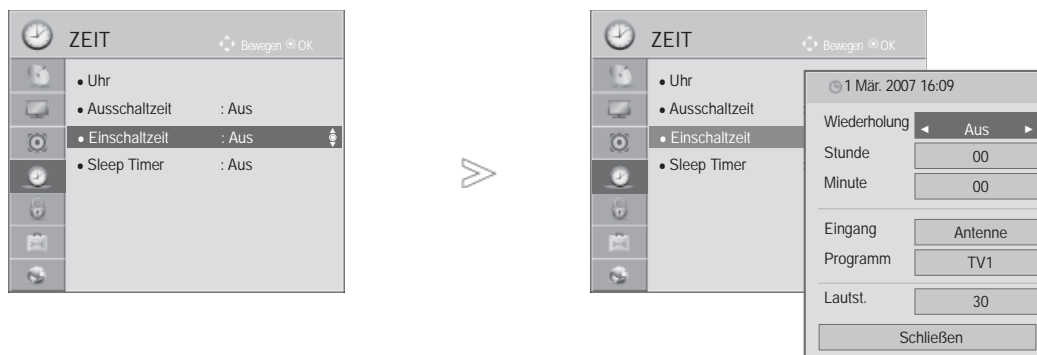 ZEIT
Bewegen OK
• Uhr
• Ausschaltzeit : Aus
• Einschaltzeit : Aus
• Sleep Timer : Aus
ZEIT
Bewegen OK
• Uhr
• Ausschaltzeit
• Einschaltzeit
• Sleep Timer
1 Mär. 2007 16:09
Wiederholung ◄ Aus ►
Stunde 00
Minute 00
Eingang Antenne
Programm TV1
Lautst. 30
Schließen